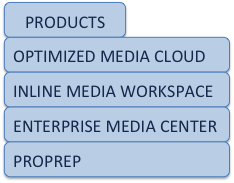 PRODUCTS
OPTIMIZED MEDIA CLOUD
INLINE MEDIA WORKSPACE
ENTERPRISE MEDIA CENTER
PROPREP